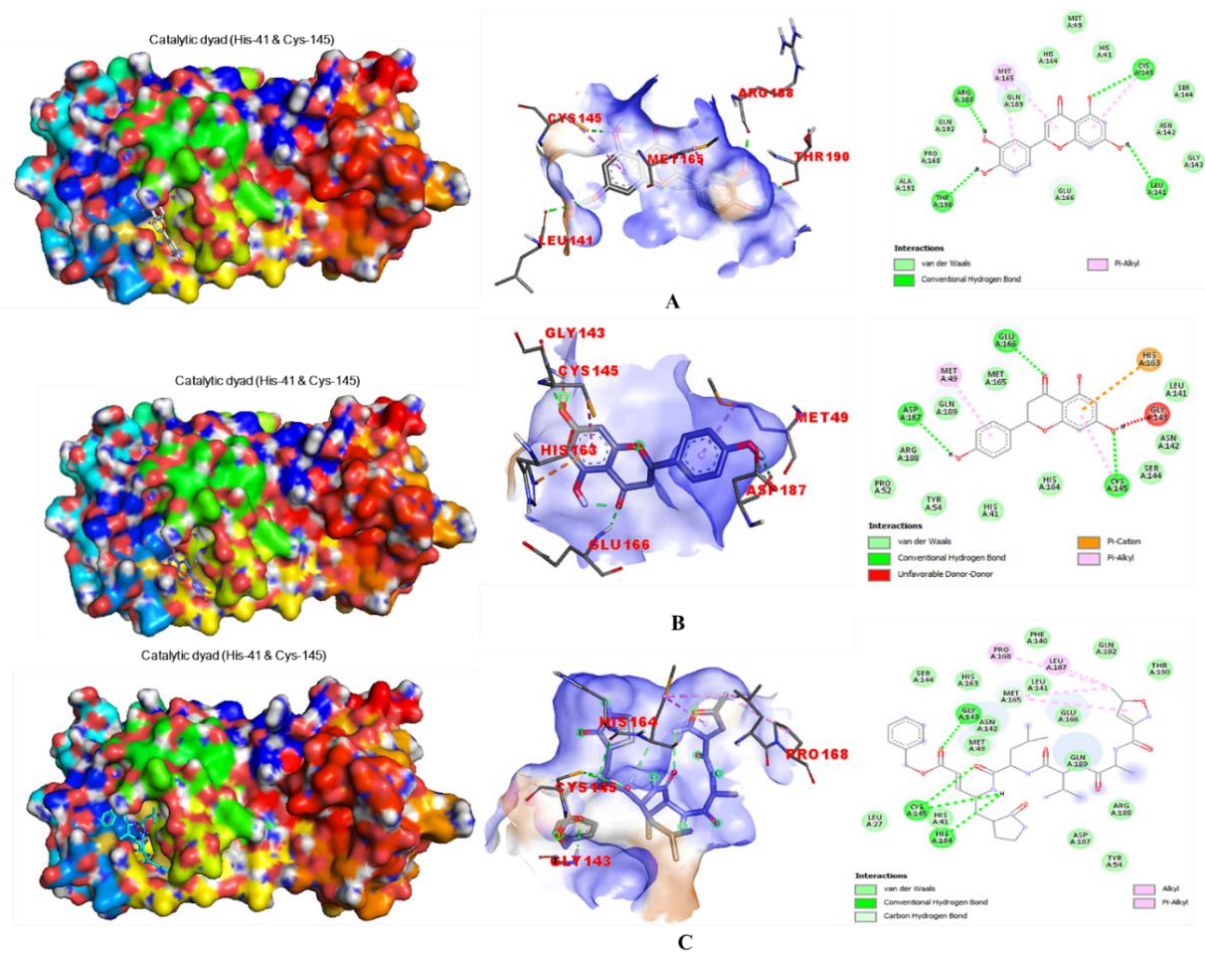 Catalytic dyad (His-41 & Cys-145)
ARG188
CYS145
MET165
THR190
LEU141
A
MET
A:49
HIS
A:164
HIS
A:41
CYS
A:145
MET
A:165
ARG
A:188
GLN
A:189
SER
A:144
GLN
A:192
ASN
A:142
PRO
A:168
GLY
A:143
ALA
A:191
THR
A:190
GLU
A:166
LEU
A:141
Interactions
van der Waals
Conventional Hydrogen Bond
Pi-Alkyl
Catalytic dyad (His-41 & Cys-145)
GLY143
CYS145
MET49
HIS163
ASP187
GLU166
B
GLU
A:166
HIS
A:163
MET
A:49
MET
A:165
LEU
A:141
ASP
A:187
GLN
A:189
GLY
A:143
ARG
A:188
ASN
A:142
PRO
A:52
HIS
A:164
CYS
A:145
SER
A:144
TYR
A:54
HIS
A:41
Interactions
van der Waals
Conventional Hydrogen Bond
Unfavorable Donor-Donor
Pi-Cation
Pi-Alkyl
Catalytic dyad (His-41 & Cys-145)
HIS164
PRO168
CYS145
GLY143
C
PHE
A:140
PRO
A:168
LEU
A:167
GLN
A:192
THR
A:190
SER
A:144
HIS
A:163
LEU
A:141
MET
A:165
GLY
A:143
ASN
A:142
GLU
A:166
MET
A:49
GLN
A:189
LEU
A:27
CYS
A:145
HIS
A:41
HIS
A:164
ARG
A:188
ASP
A:187
TYR
A:54
Interactions
van der Waals
Conventional Hydrogen Bond
Carbon Hydrogen Bond
Alkyl
Pi-Alkyl